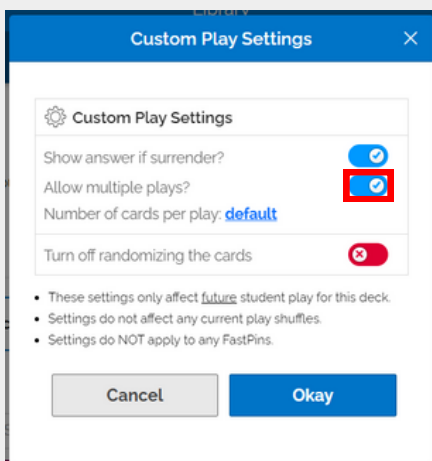 Library
Custom Play Settings
Custom Play Settings
Show answer if surrender?
Allow multiple plays?
Number of cards per play: default
Turn off randomizing the cards
These settings only affect future student play for this deck.
Settings do not affect any current play shuffles.
Settings do NOT apply to any FastPins.
Cancel
Okay